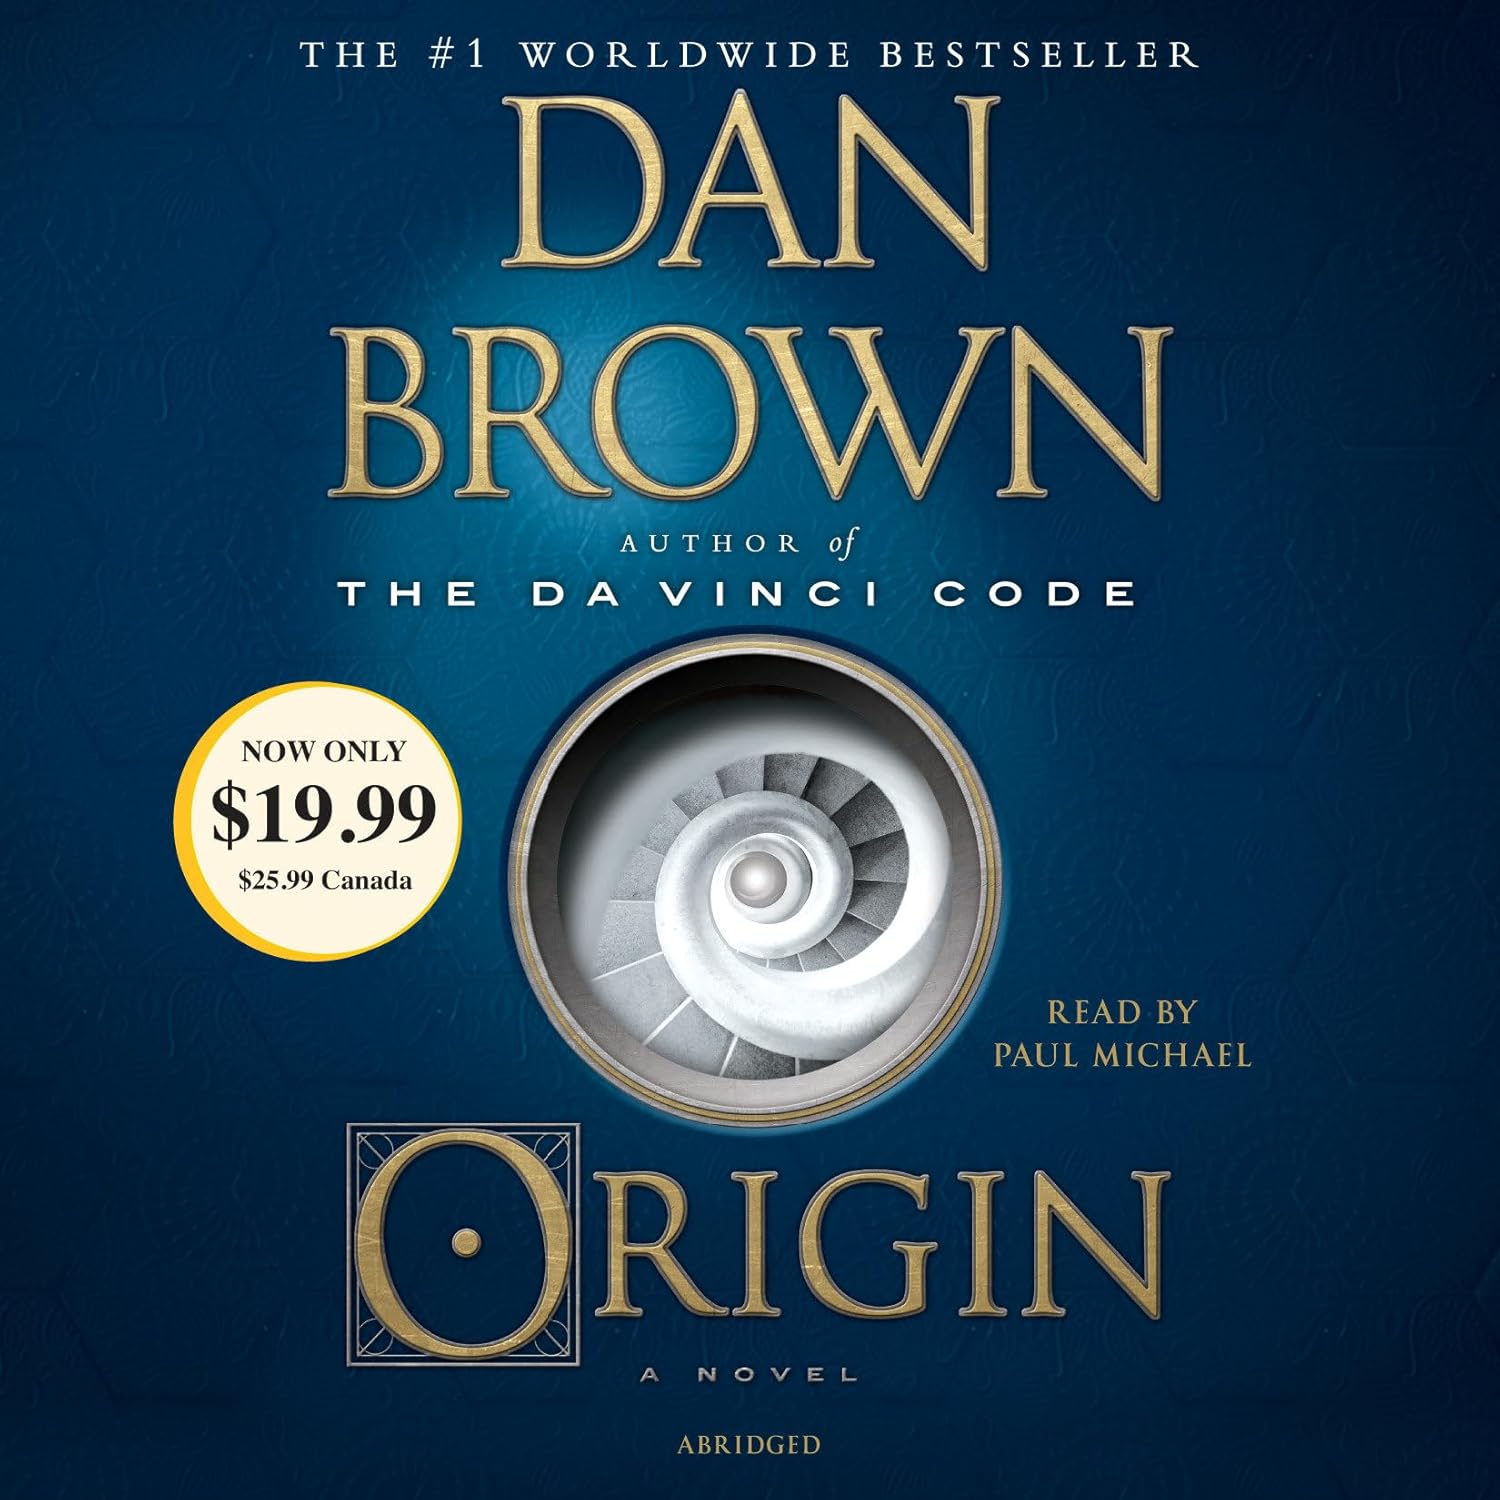 THE #1 WORLDWIDE BESTSELLER
DAN
BROWN
AUTHOR of
THE DA VINCI CODE
NOW ONLY
$19.99
$25.99 Canada
READ BY
PAUL MICHAEL
ORIGIN
A NOVEL
ABRIDGED